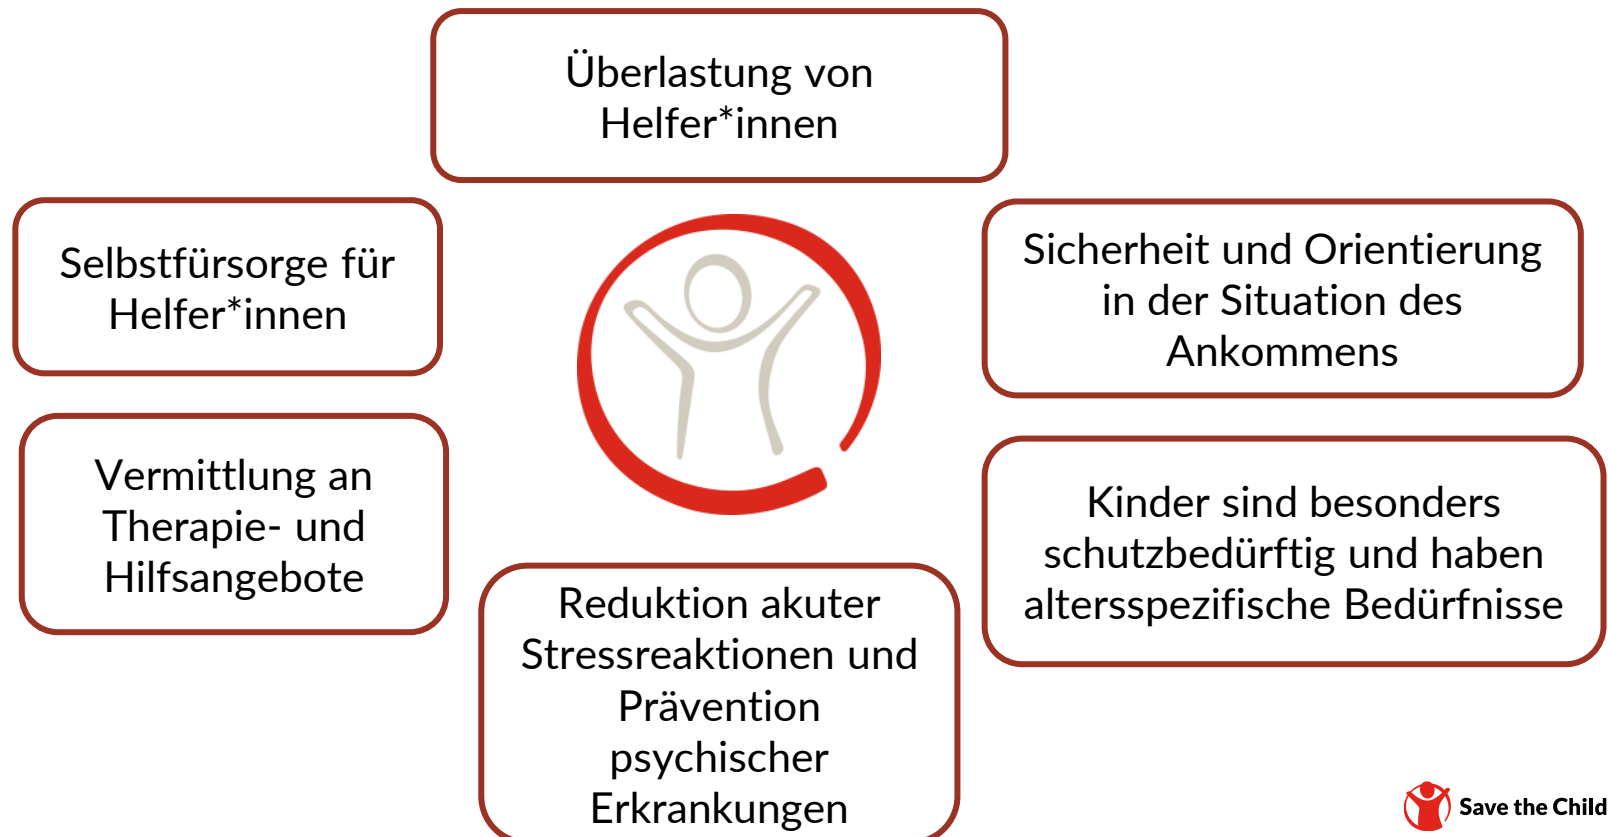 Überlastung von
Helfer*innen
Selbstfürsorge für
Helfer*innen
Sicherheit und Orientierung
in der Situation des
Ankommens
Vermittlung an
Therapie- und
Hilfsangebote
Kinder sind besonders
schutzbedürftig und haben
altersspezifische Bedürfnisse
Reduktion akuter
Stressreaktionen und
Prävention
psychischer
Erkrankungen
Save the Child